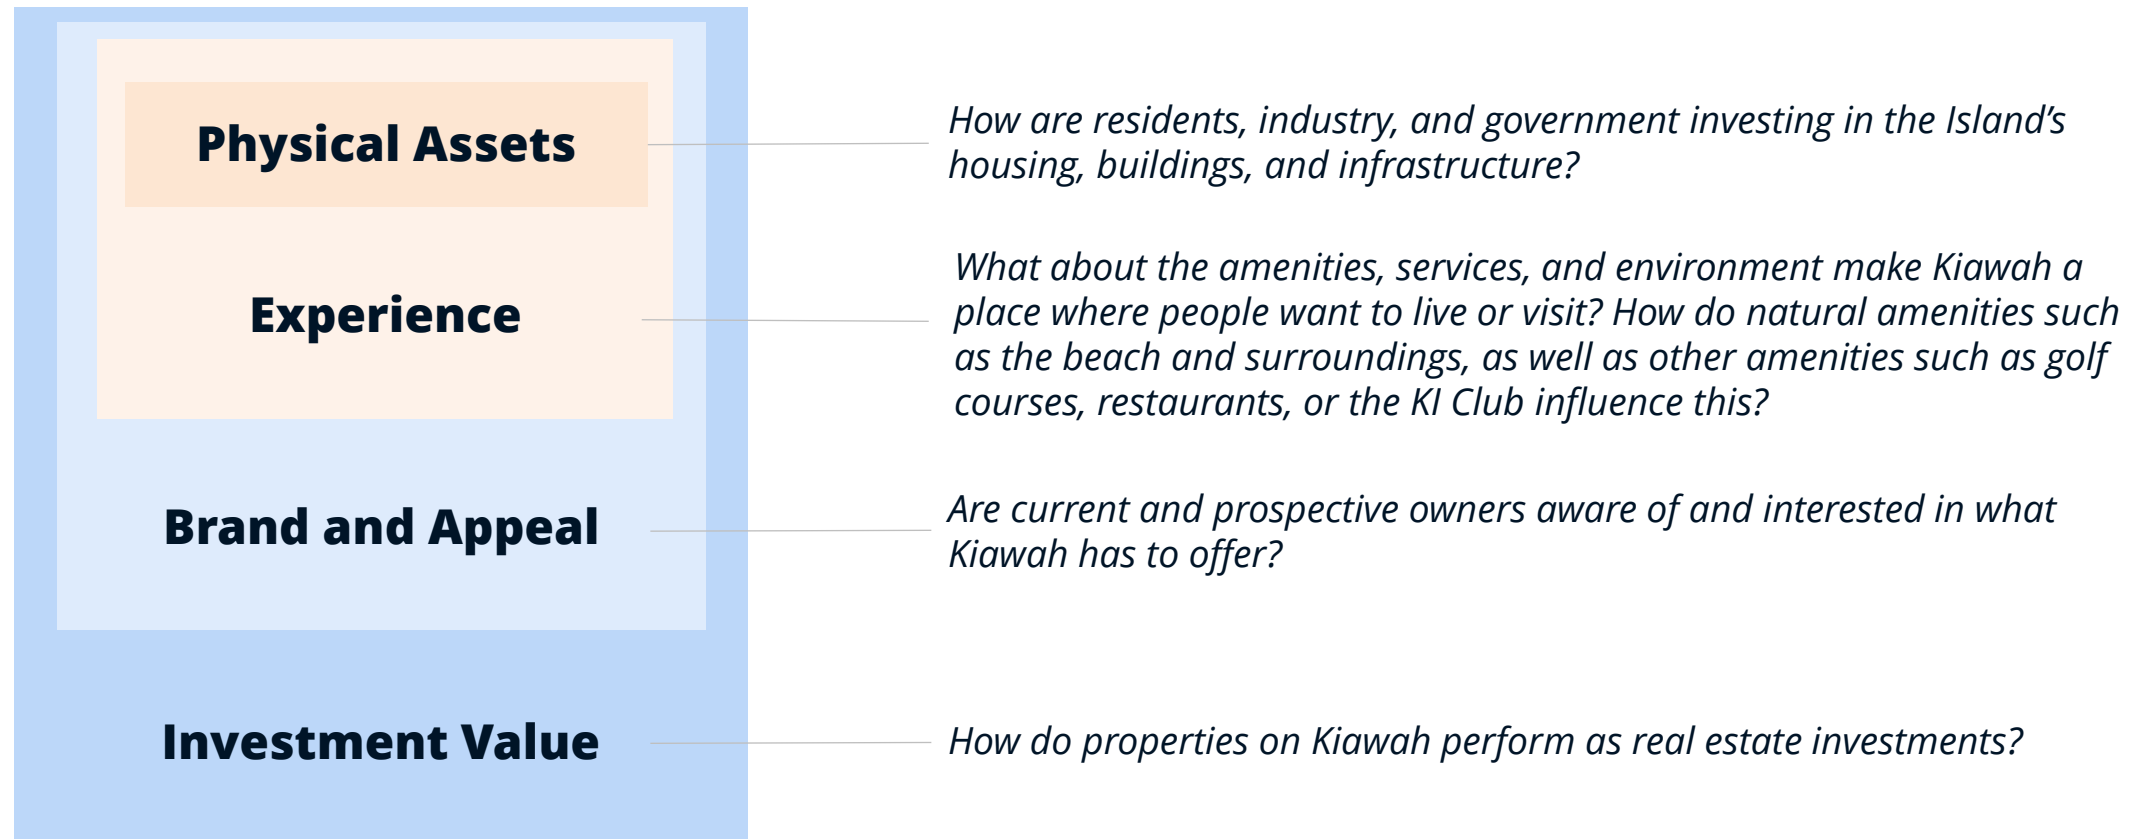 Physical Assets
How are residents, industry, and government investing in the Island’s
housing, buildings, and infrastructure?
Experience
What about the amenities, services, and environment make Kiawah a
place where people want to live or visit? How do natural amenities such
as the beach and surroundings, as well as other amenities such as golf
courses, restaurants, or the KI Club influence this?
Brand and Appeal
Are current and prospective owners aware of and interested in what
Kiawah has to offer?
Investment Value
How do properties on Kiawah perform as real estate investments?